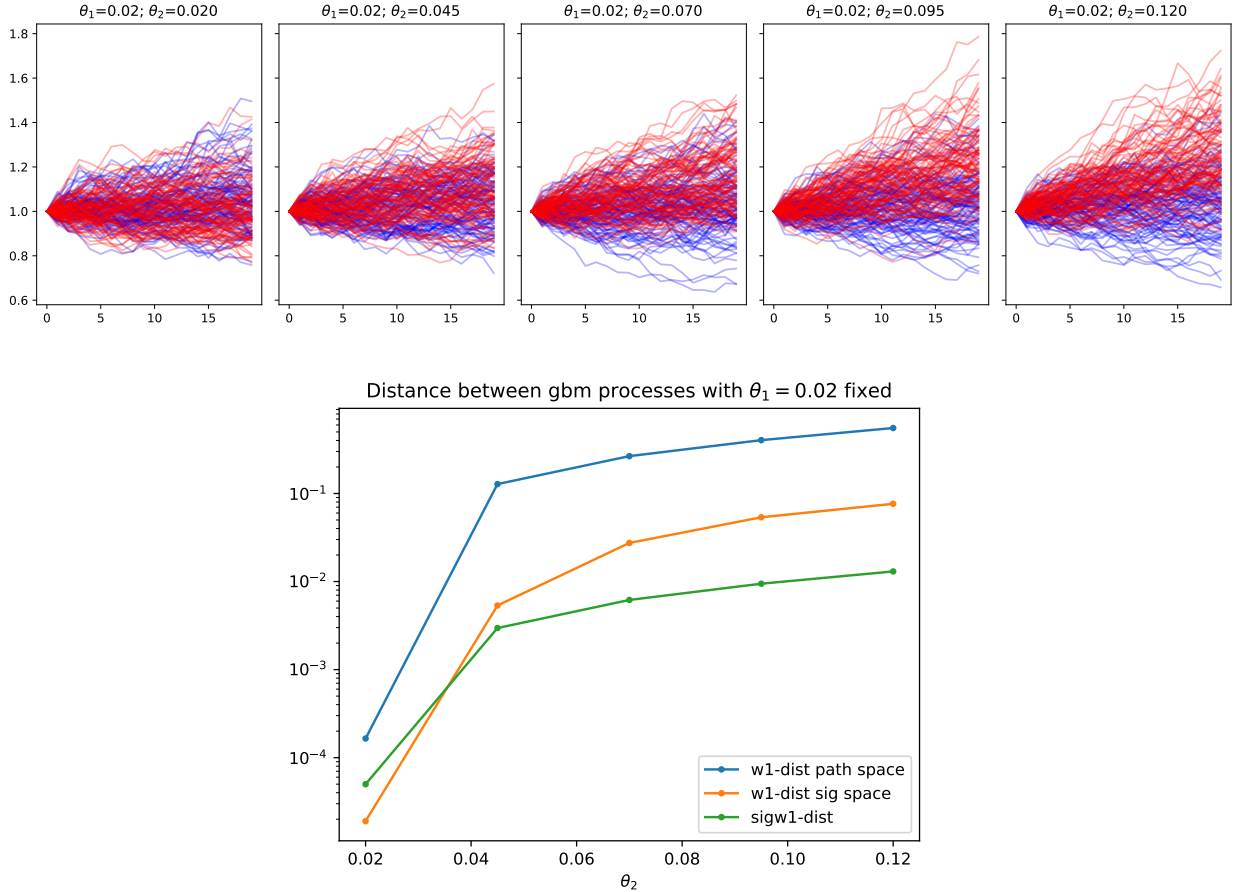 θ₁=0.02; θ₂=0.020
θ₁=0.02; θ₂=0.045
θ₁=0.02; θ₂=0.070
θ₁=0.02; θ₂=0.095
θ₁=0.02; θ₂=0.120
1.8
1.6
1.4
1.2
1.0
0.8
0.6
0 5 10 15
0 5 10 15
0 5 10 15
0 5 10 15
0 5 10 15
Distance between gbm processes with θ₁ = 0.02 fixed
10⁻¹
10⁻²
10⁻³
10⁻⁴
w1-dist path space
w1-dist sig space
sigw1-dist
0.02 0.04 0.06 0.08 0.10 0.12
θ₂